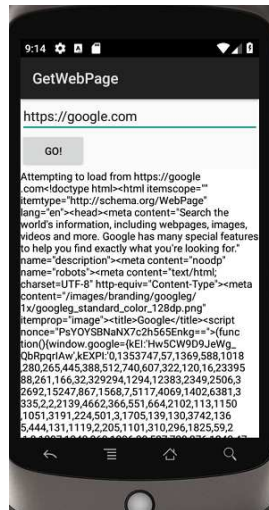 9:14
GetWebPage
https://google.com
GO!
Attempting to load from https://google
.com<!doctype html><html itemscope=""
itemtype="http://schema.org/WebPage"
lang="en"><head><meta content="Search the
world's information, including webpages, images,
videos and more. Google has many special features
to help you find exactly what you're looking for."
name="description"><meta content="noodp"
name="robots"><meta content="text/html;
charset=UTF-8" http-equiv="Content-Type"><meta
content="/images/branding/googleg/
1x/googleg_standard_color_128dp.png"
itemprop="image"><title>Google</title><script
nonce="PsYOYSBNaNX7c2h565Enkg==">(func
tion(){window.google={kEI:'Hw5CW9D9JeWg_
QbRpqrIAw',kEXPI:'0,1353747,57,1369,588,1018
,280,265,445,388,512,740,607,322,120,16,23395
88,261,166,32,329294,1294,12383,2349,2506,3
2692,15247,867,1568,7,5117,4069,1402,6381,3
335,2,2,2139,4662,366,551,664,2102,113,1150
,1051,3191,224,501,3,1705,139,130,3742,136
5,444,131,1119,2,205,1101,310,296,1825,59,2